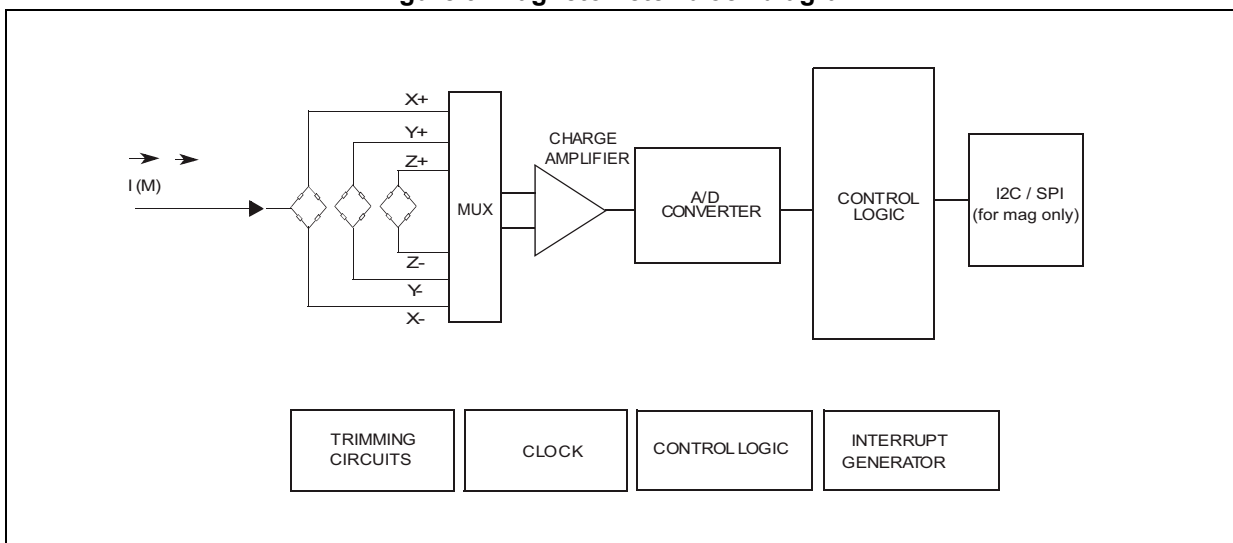 X+
Y+
Z+
I (M)
Z-
Y-
X-
MUX
CHARGE
AMPLIFIER
A/D
CONVERTER
CONTROL
LOGIC
I2C / SPI
(for mag only)
TRIMMING
CIRCUITS
CLOCK
CONTROL LOGIC
INTERRUPT
GENERATOR